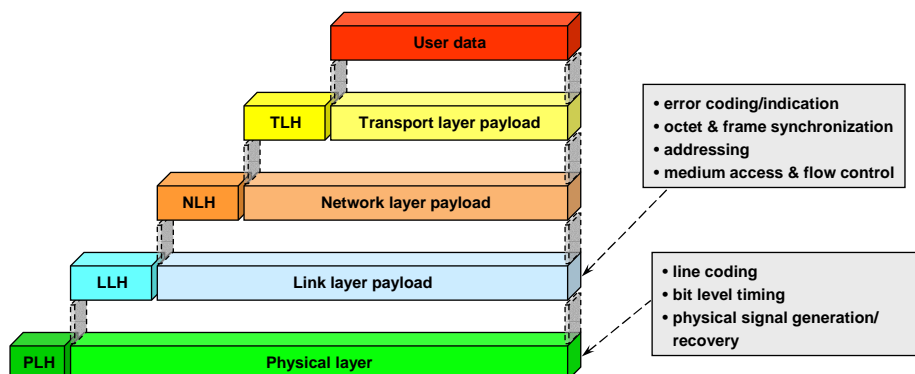 User data
TLH
Transport layer payload
• error coding/indication
• octet & frame synchronization
• addressing
• medium access & flow control
NLH
Network layer payload
LLH
Link layer payload
• line coding
• bit level timing
• physical signal generation/
recovery
PLH
Physical layer